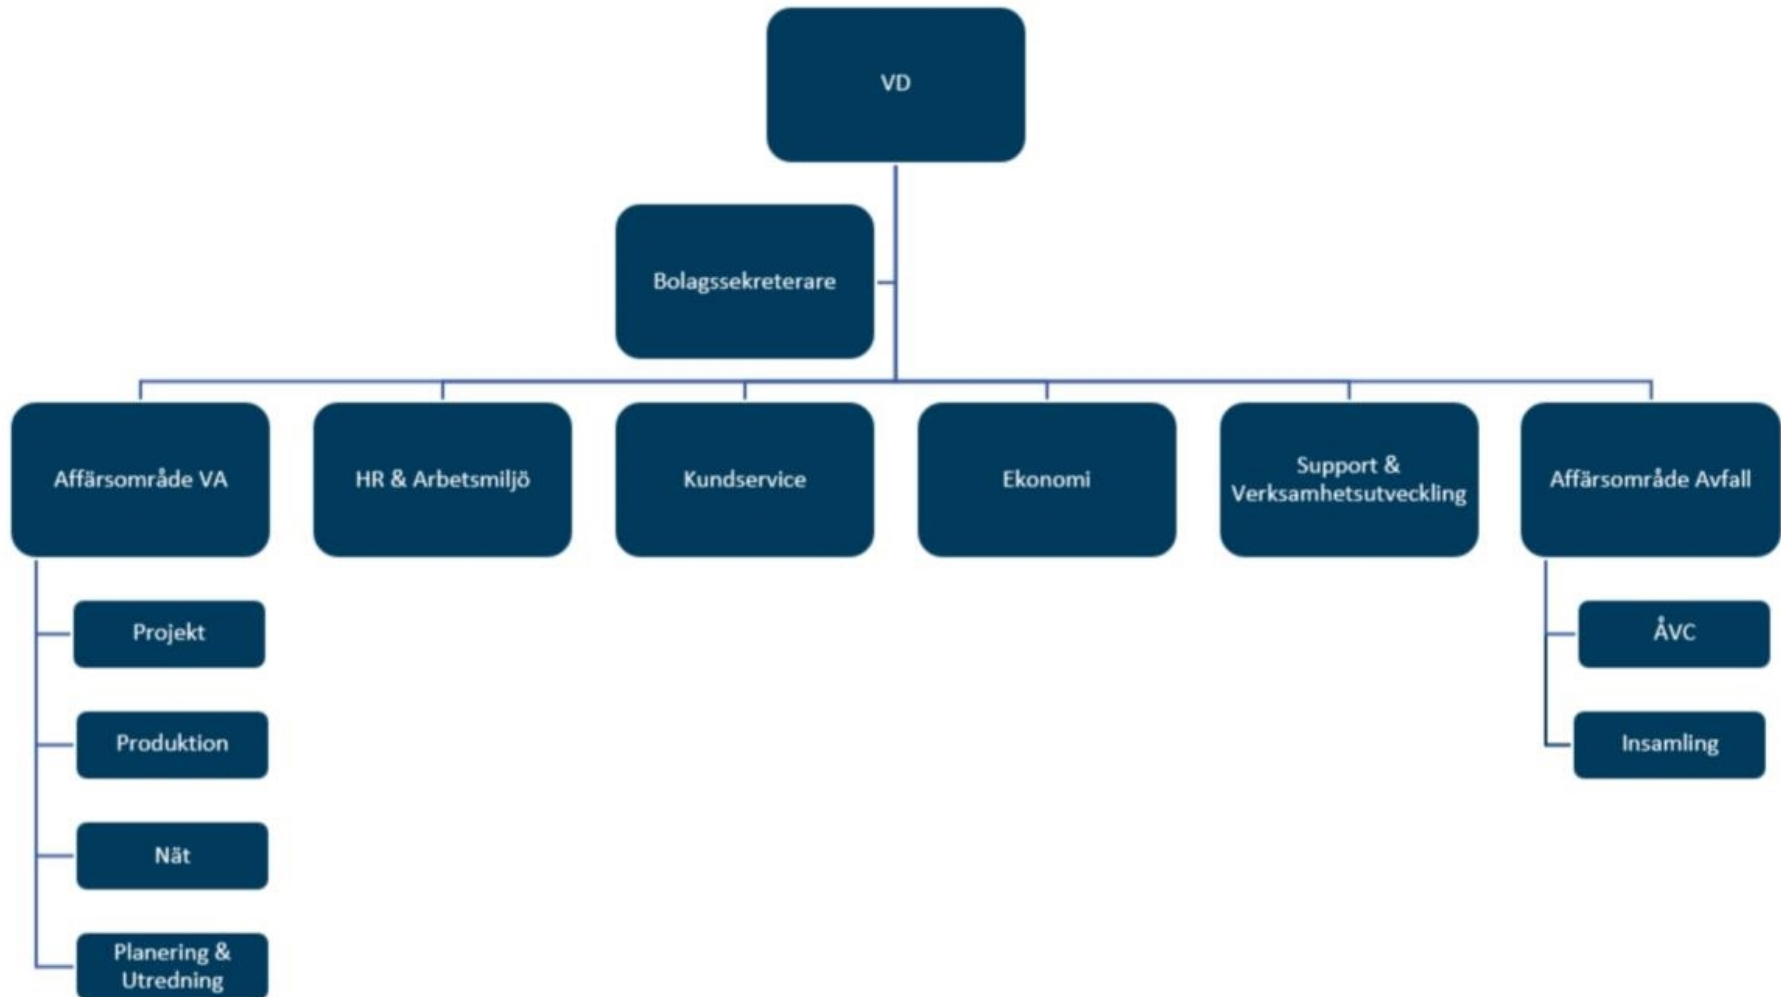 VD
Bolagssekreterare
Affärsområde VA
HR & Arbetsmiljö
Kundservice
Ekonomi
Support &
Verksamhetsutveckling
Affärsområde Avfall
Projekt
Produktion
Nät
Planering &
Utredning
ÅVC
Insamling